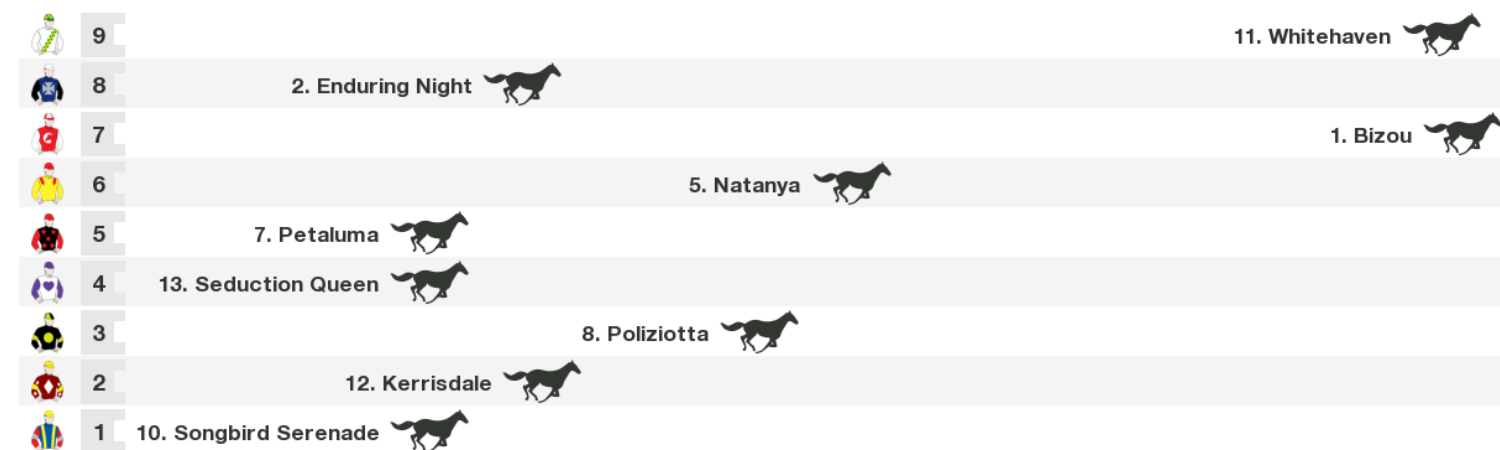 9 11. Whitehaven
8 2. Enduring Night
7 1. Bizou
6 5. Natanya
5 7. Petaluma
4 13. Seduction Queen
3 8. Poliziotta
2 12. Kerrisdale
1 10. Songbird Serenade